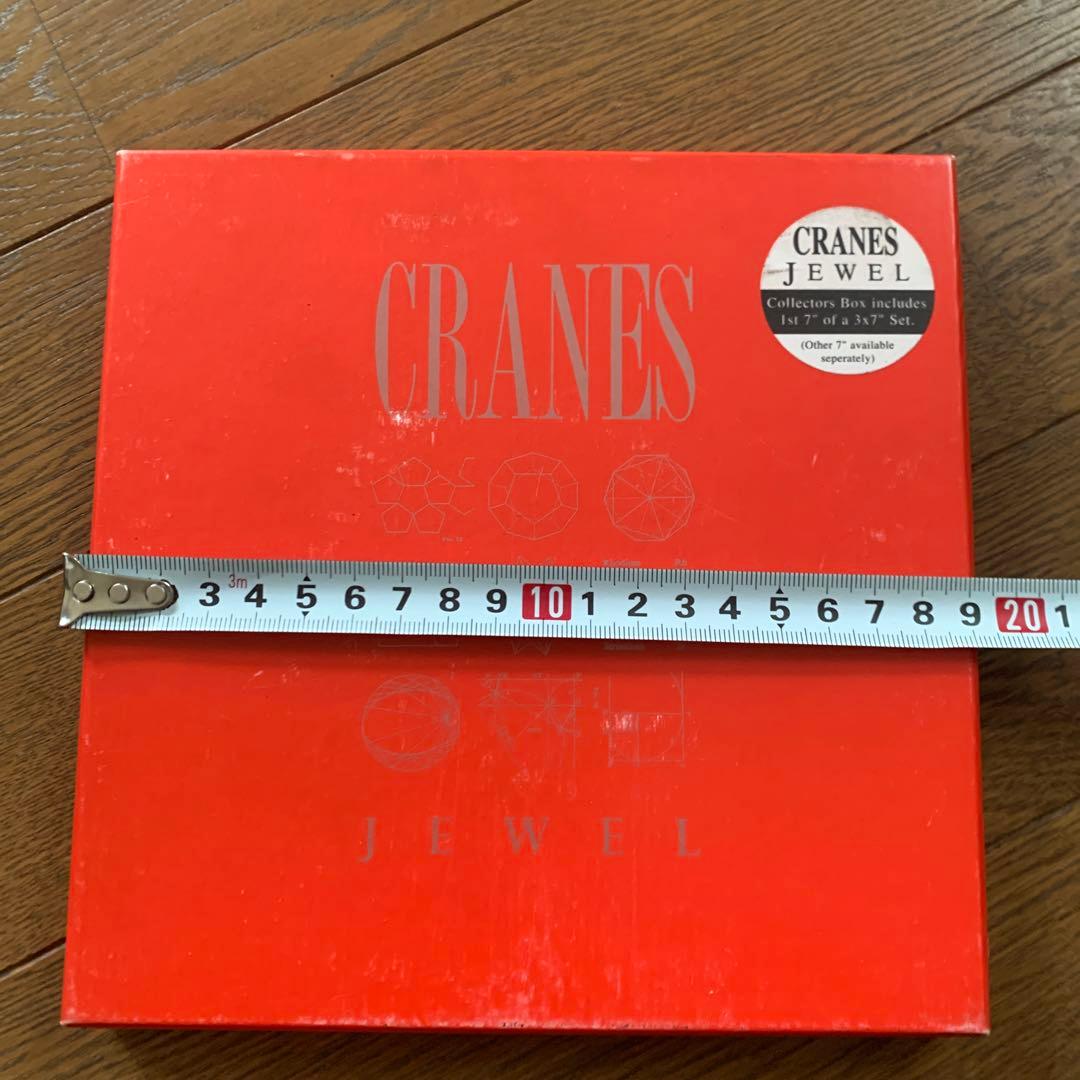 CRANES
CRANES
JEWEL
Collectors Box includes
1st 7" of a 3x7" Set.
(Other 7" available
seperately)
3m
3 4 5 6 7 8 9 10 1 2 3 4 5 6 7 8 9 20 1
JEWEL